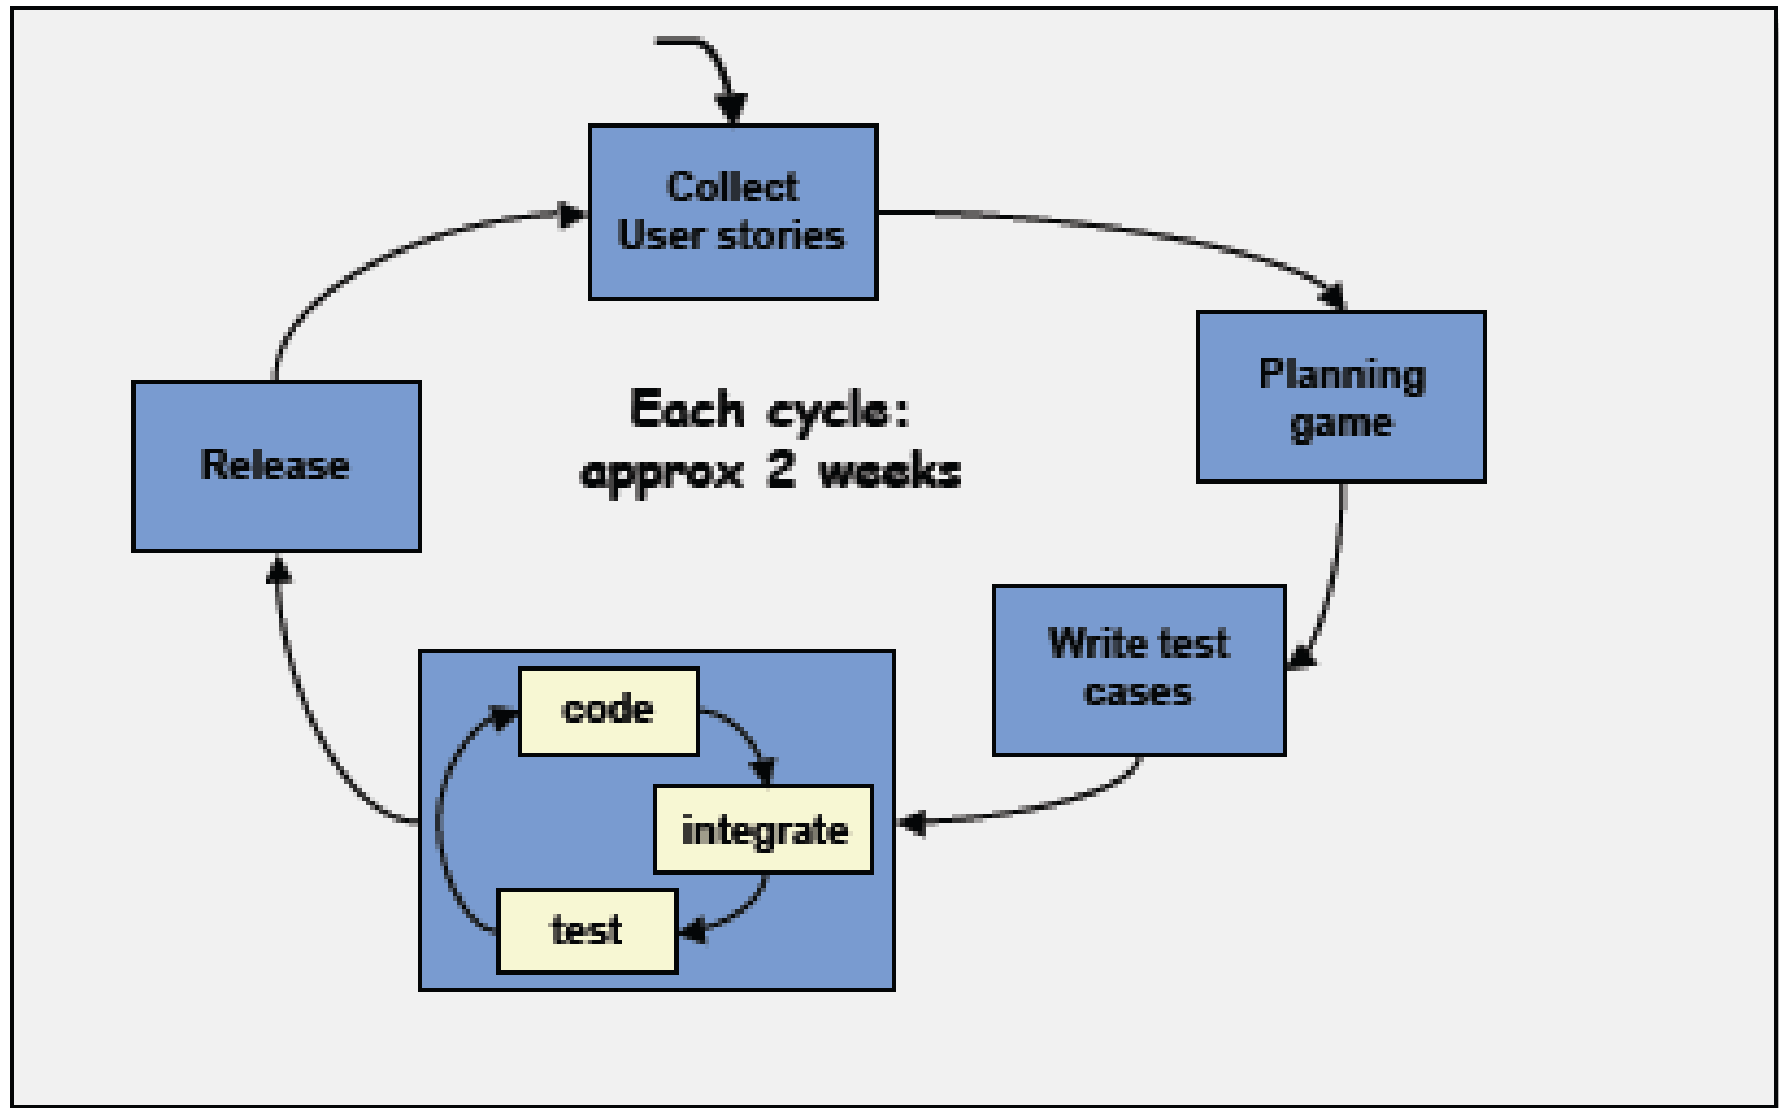 Collect
User stories
Planning
game
Each cycle:
approx 2 weeks
Release
Write test
cases
code
integrate
test